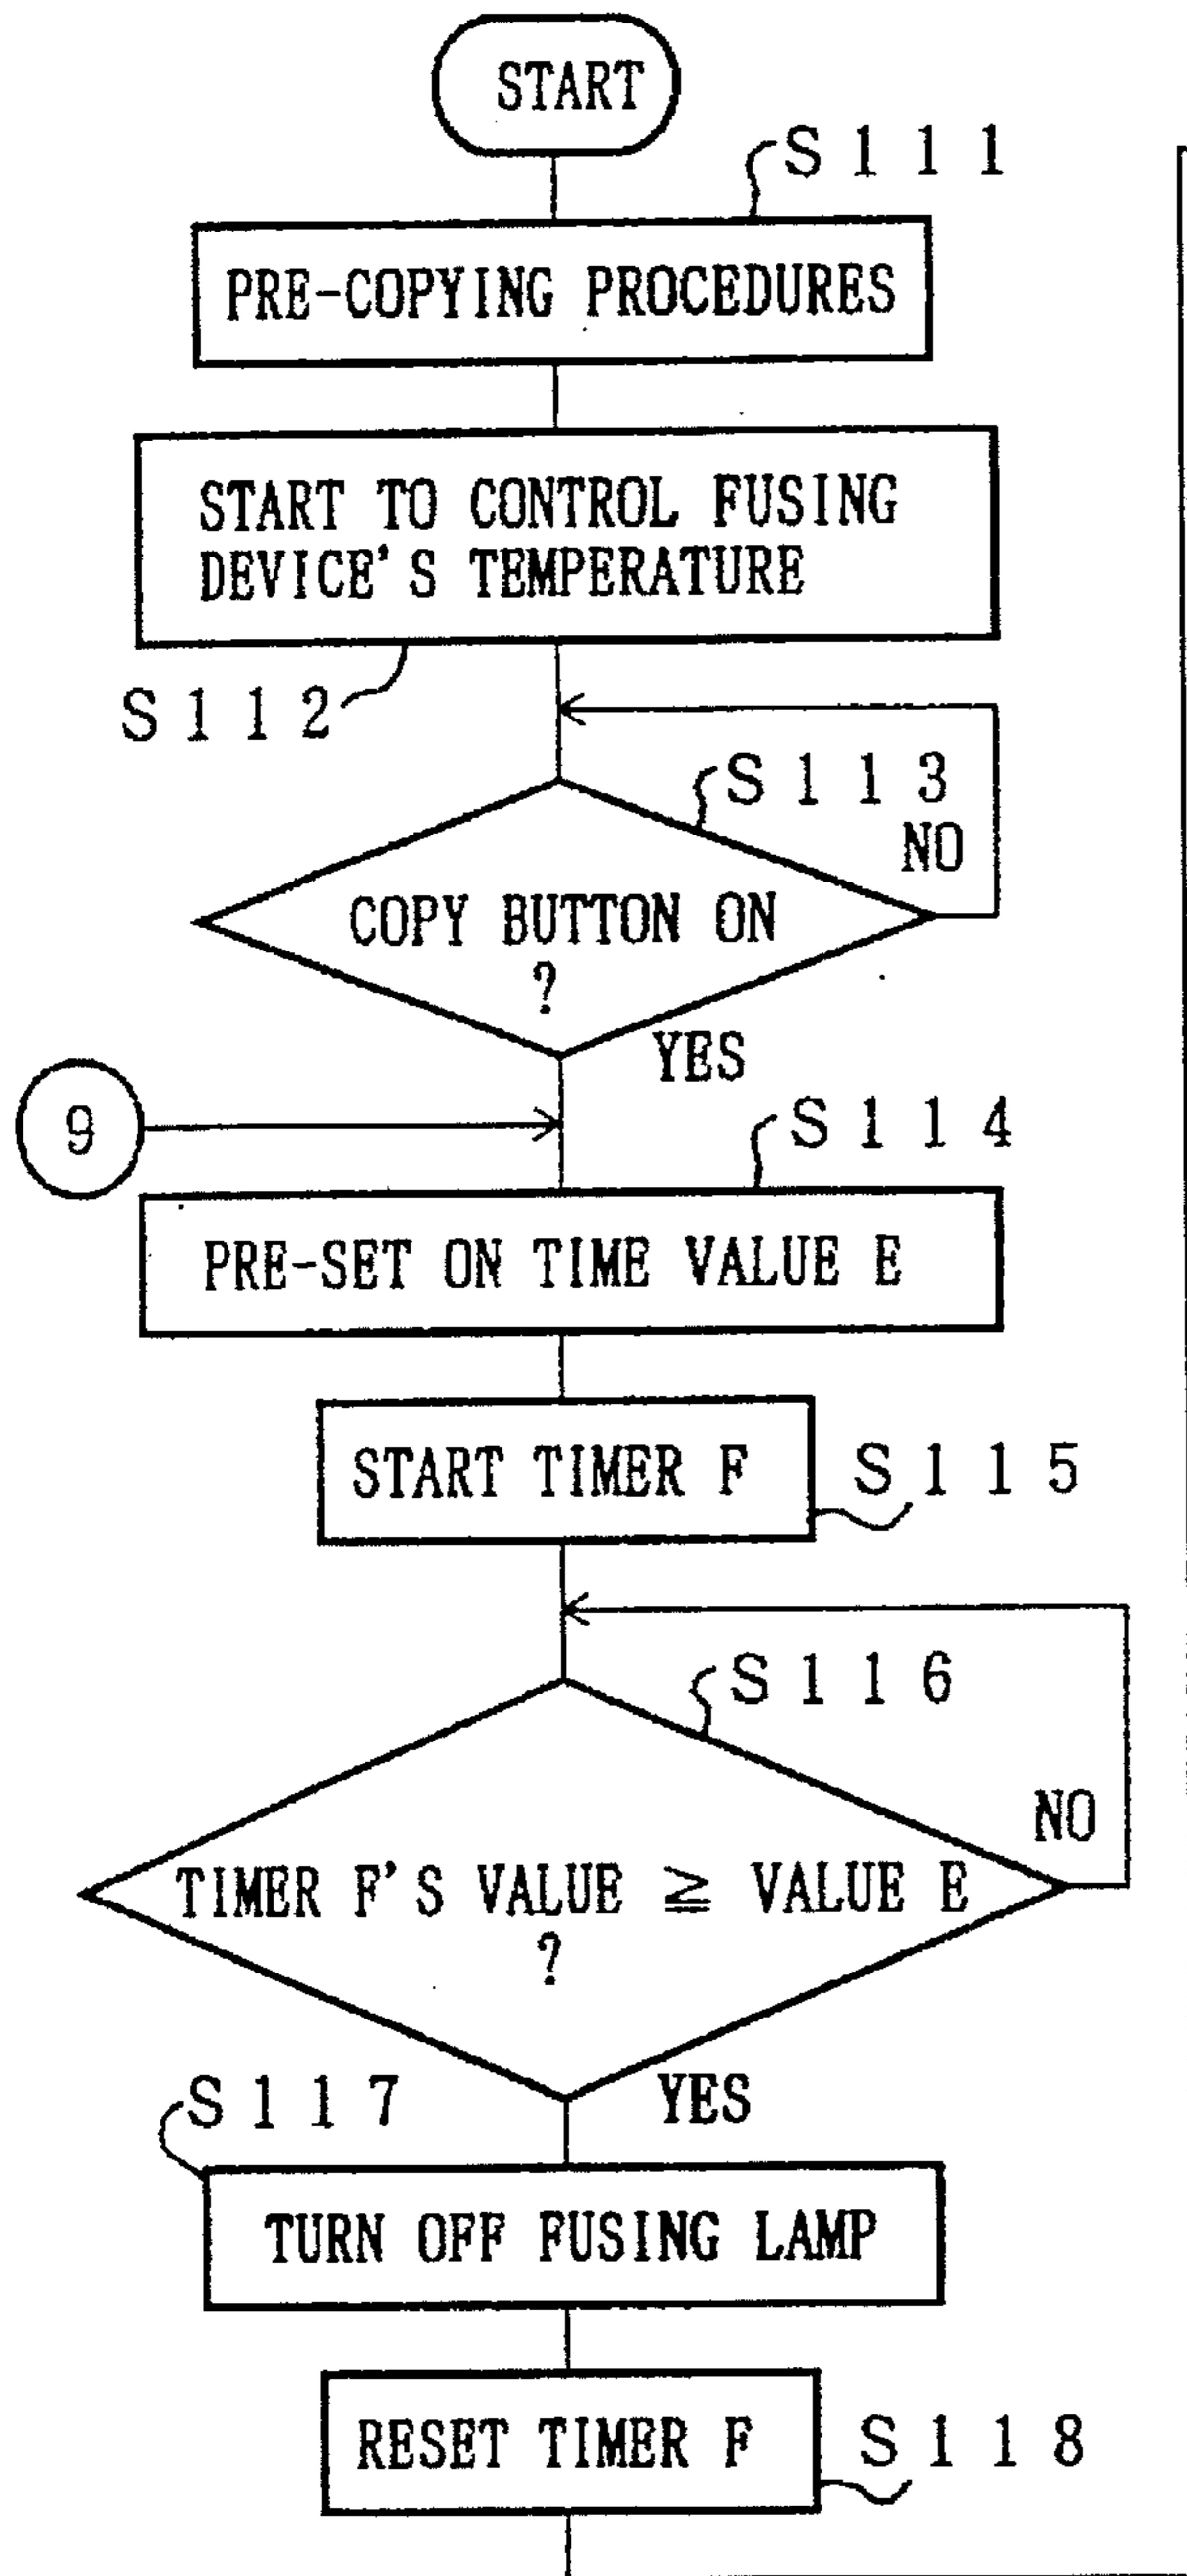 START
S111
PRE-COPYING PROCEDURES
START TO CONTROL FUSING
DEVICE'S TEMPERATURE
S112
S113
NO
COPY BUTTON ON
?
YES
9
S114
PRE-SET ON TIME VALUE E
START TIMER F
S115
S116
NO
TIMER F'S VALUE ≧ VALUE E
?
YES
S117
TURN OFF FUSING LAMP
RESET TIMER F
S118